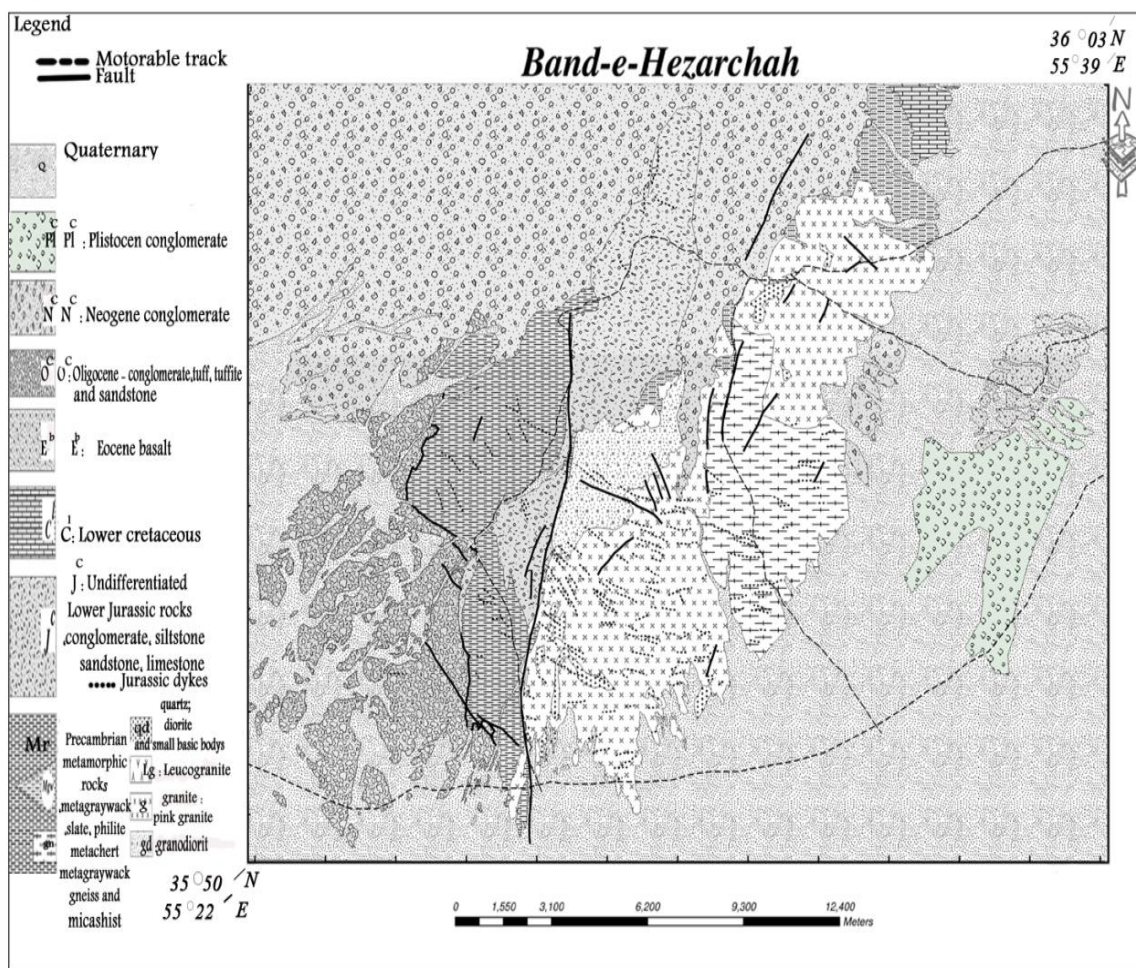 Legend
Motorable track
Fault
Band-e-Hezarchah
36 ° 03 ′ N
55 ° 39 ′ E
N
Q Quaternary
Pl c Pl c : Plistocen conglomerate
N c N c : Neogene conglomerate
O c O c : Oligocene - conglomerate,tuff, tuffite
and sandstone
E b E b : Eocene basalt
C l C l : Lower cretaceous
J c J c : Undifferentiated
Lower Jurassic rocks
,conglomerate, siltstone
sandstone, limestone
Jurassic dykes
Mr
gn
Precambrian
metamorphic
rocks
,metagraywack
,slate, philite
metachert
metagraywack
gneiss and
micashist
qd quartz;
diorite
and small basic bodys
Lg : Leucogranite
g granite :
pink granite
gd -granodiorit
35 ° 50 ′ N
55 ° 22 ′ E
0 1,550 3,100 6,200 9,300 12,400
Meters